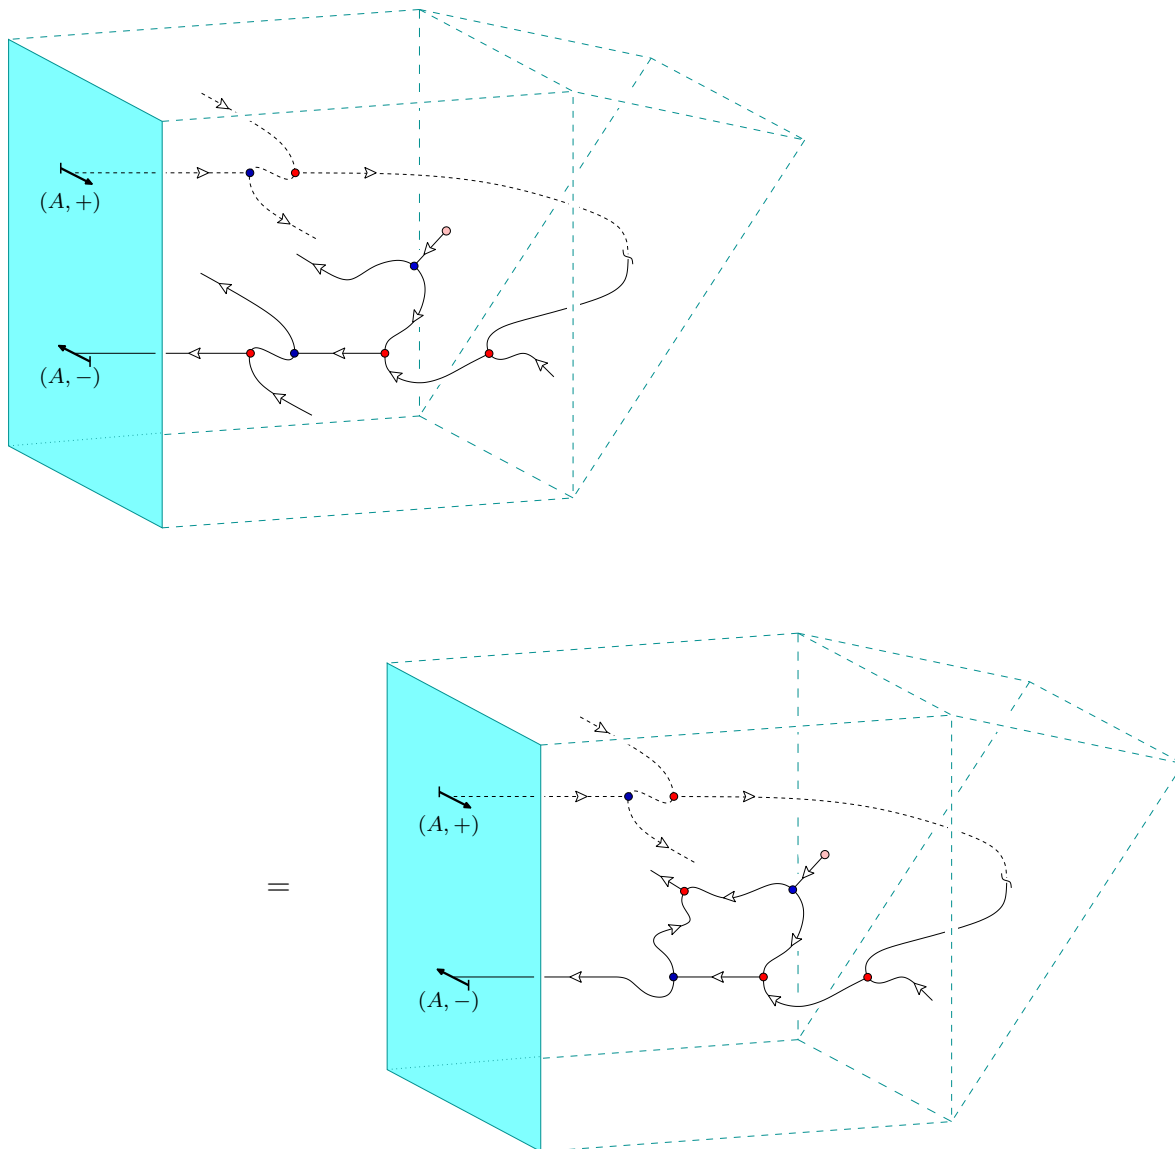 (A, +)
(A, −)
=
(A, +)
(A, −)